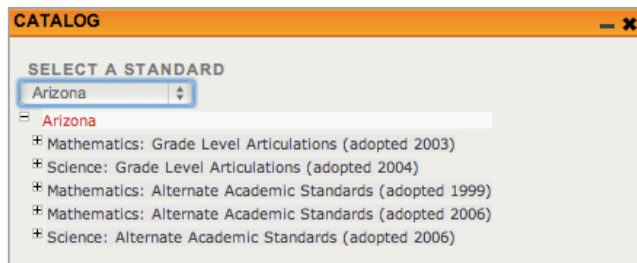 CATALOG
SELECT A STANDARD
Arizona
Arizona
Mathematics: Grade Level Articulations (adopted 2003)
Science: Grade Level Articulations (adopted 2004)
Mathematics: Alternate Academic Standards (adopted 1999)
Mathematics: Alternate Academic Standards (adopted 2006)
Science: Alternate Academic Standards (adopted 2006)